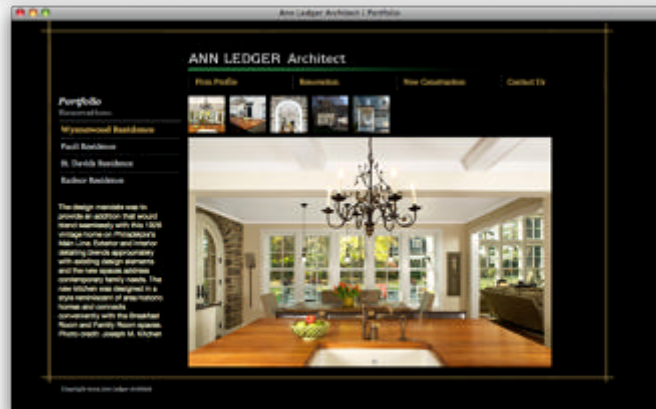 Ann Ledger Architect | Portfolio
ANN LEDGER Architect
Firm Profile
Renovation
New Construction
Contact Us
Portfolio
Renovations
Wynnewood Residence
Paoli Residence
St. Davids Residence
Radnor Residence
The design mandate was to
provide an addition that would
blend seamlessly with this 1928
vintage home on Philadelphia's
Main Line. Exterior and interior
detailing blends appropriately
with existing design elements
and the new spaces address
contemporary family needs. The
new kitchen was designed in a
style reminiscent of area historic
homes and connects
conveniently with the Breakfast
Room and Family Room spaces.
Photo credit: Joseph M. Kitchen
Ann Ledger Architect